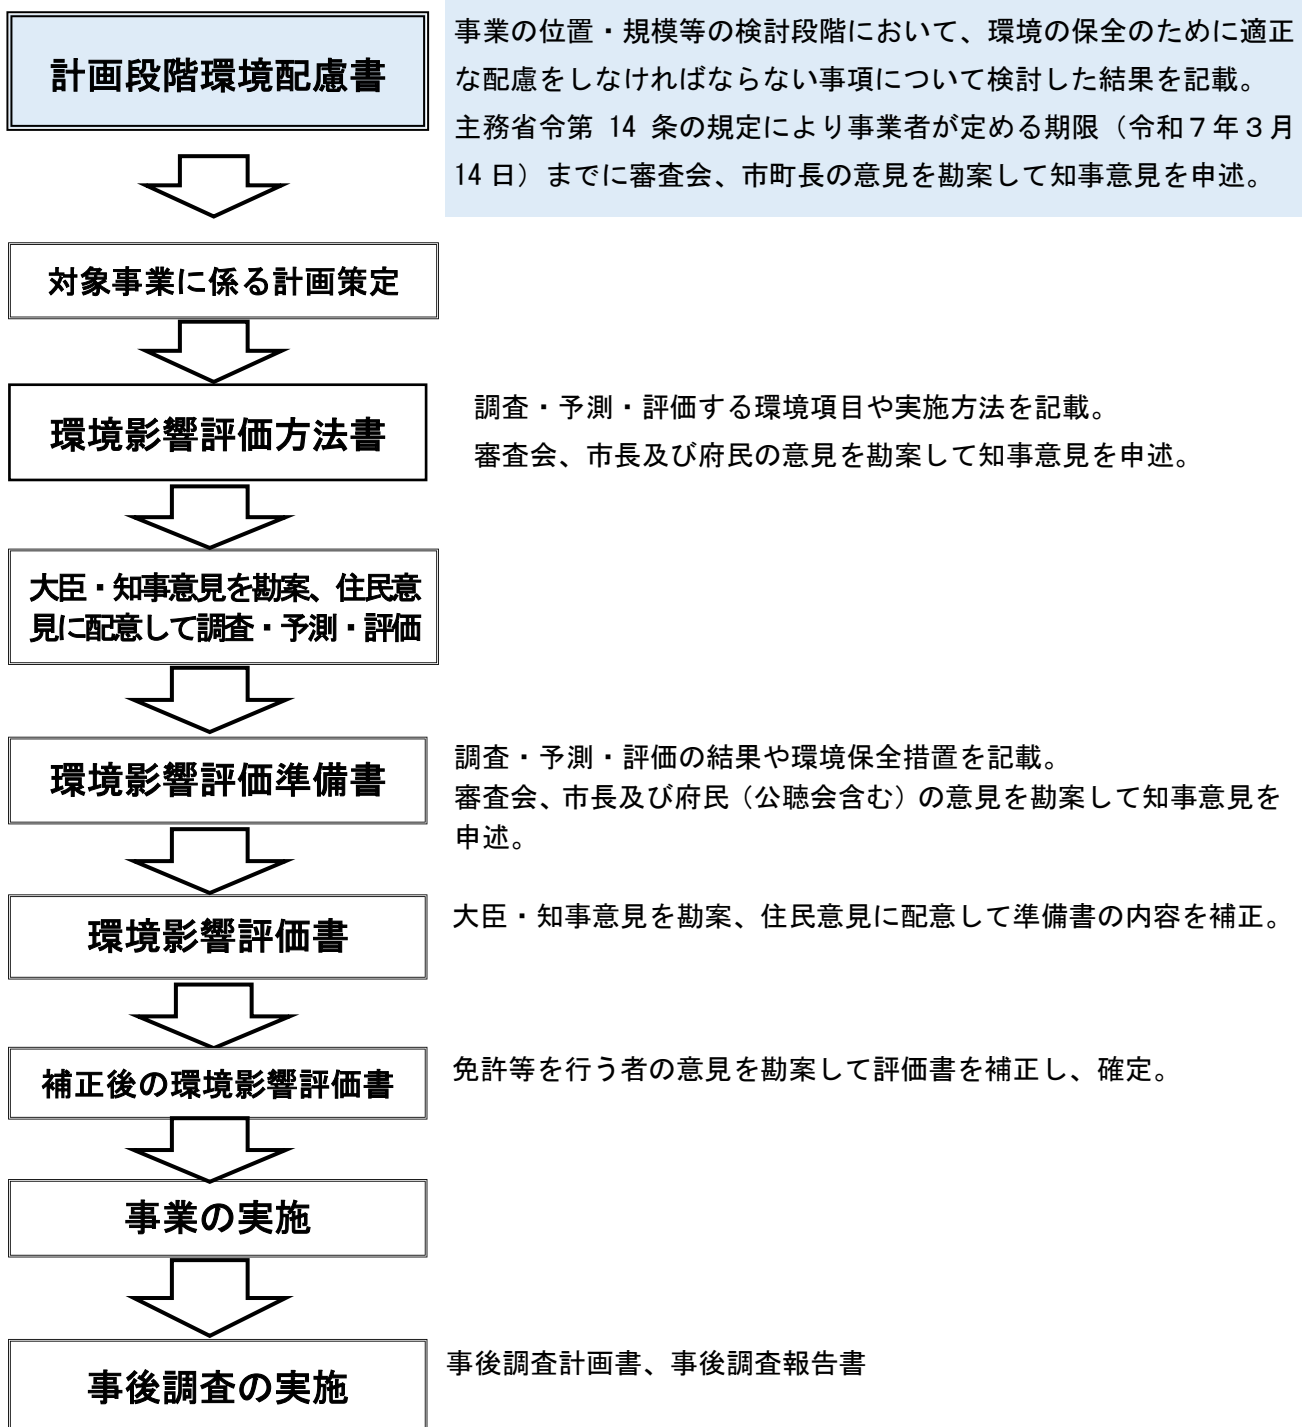 計画段階環境配慮書
事業の位置・規模等の検討段階において、環境の保全のために適正
な配慮をしなければならない事項について検討した結果を記載。
主務省令第 14 条の規定により事業者が定める期限（令和７年３月
14 日）までに審査会、市町長の意見を勘案して知事意見を申述。
対象事業に係る計画策定
環境影響評価方法書
調査・予測・評価する環境項目や実施方法を記載。
審査会、市長及び府民の意見を勘案して知事意見を申述。
大臣・知事意見を勘案、住民意
見に配意して調査・予測・評価
環境影響評価準備書
調査・予測・評価の結果や環境保全措置を記載。
審査会、市長及び府民（公聴会含む）の意見を勘案して知事意見を
申述。
環境影響評価書
大臣・知事意見を勘案、住民意見に配意して準備書の内容を補正。
補正後の環境影響評価書
免許等を行う者の意見を勘案して評価書を補正し、確定。
事業の実施
事後調査の実施
事後調査計画書、事後調査報告書